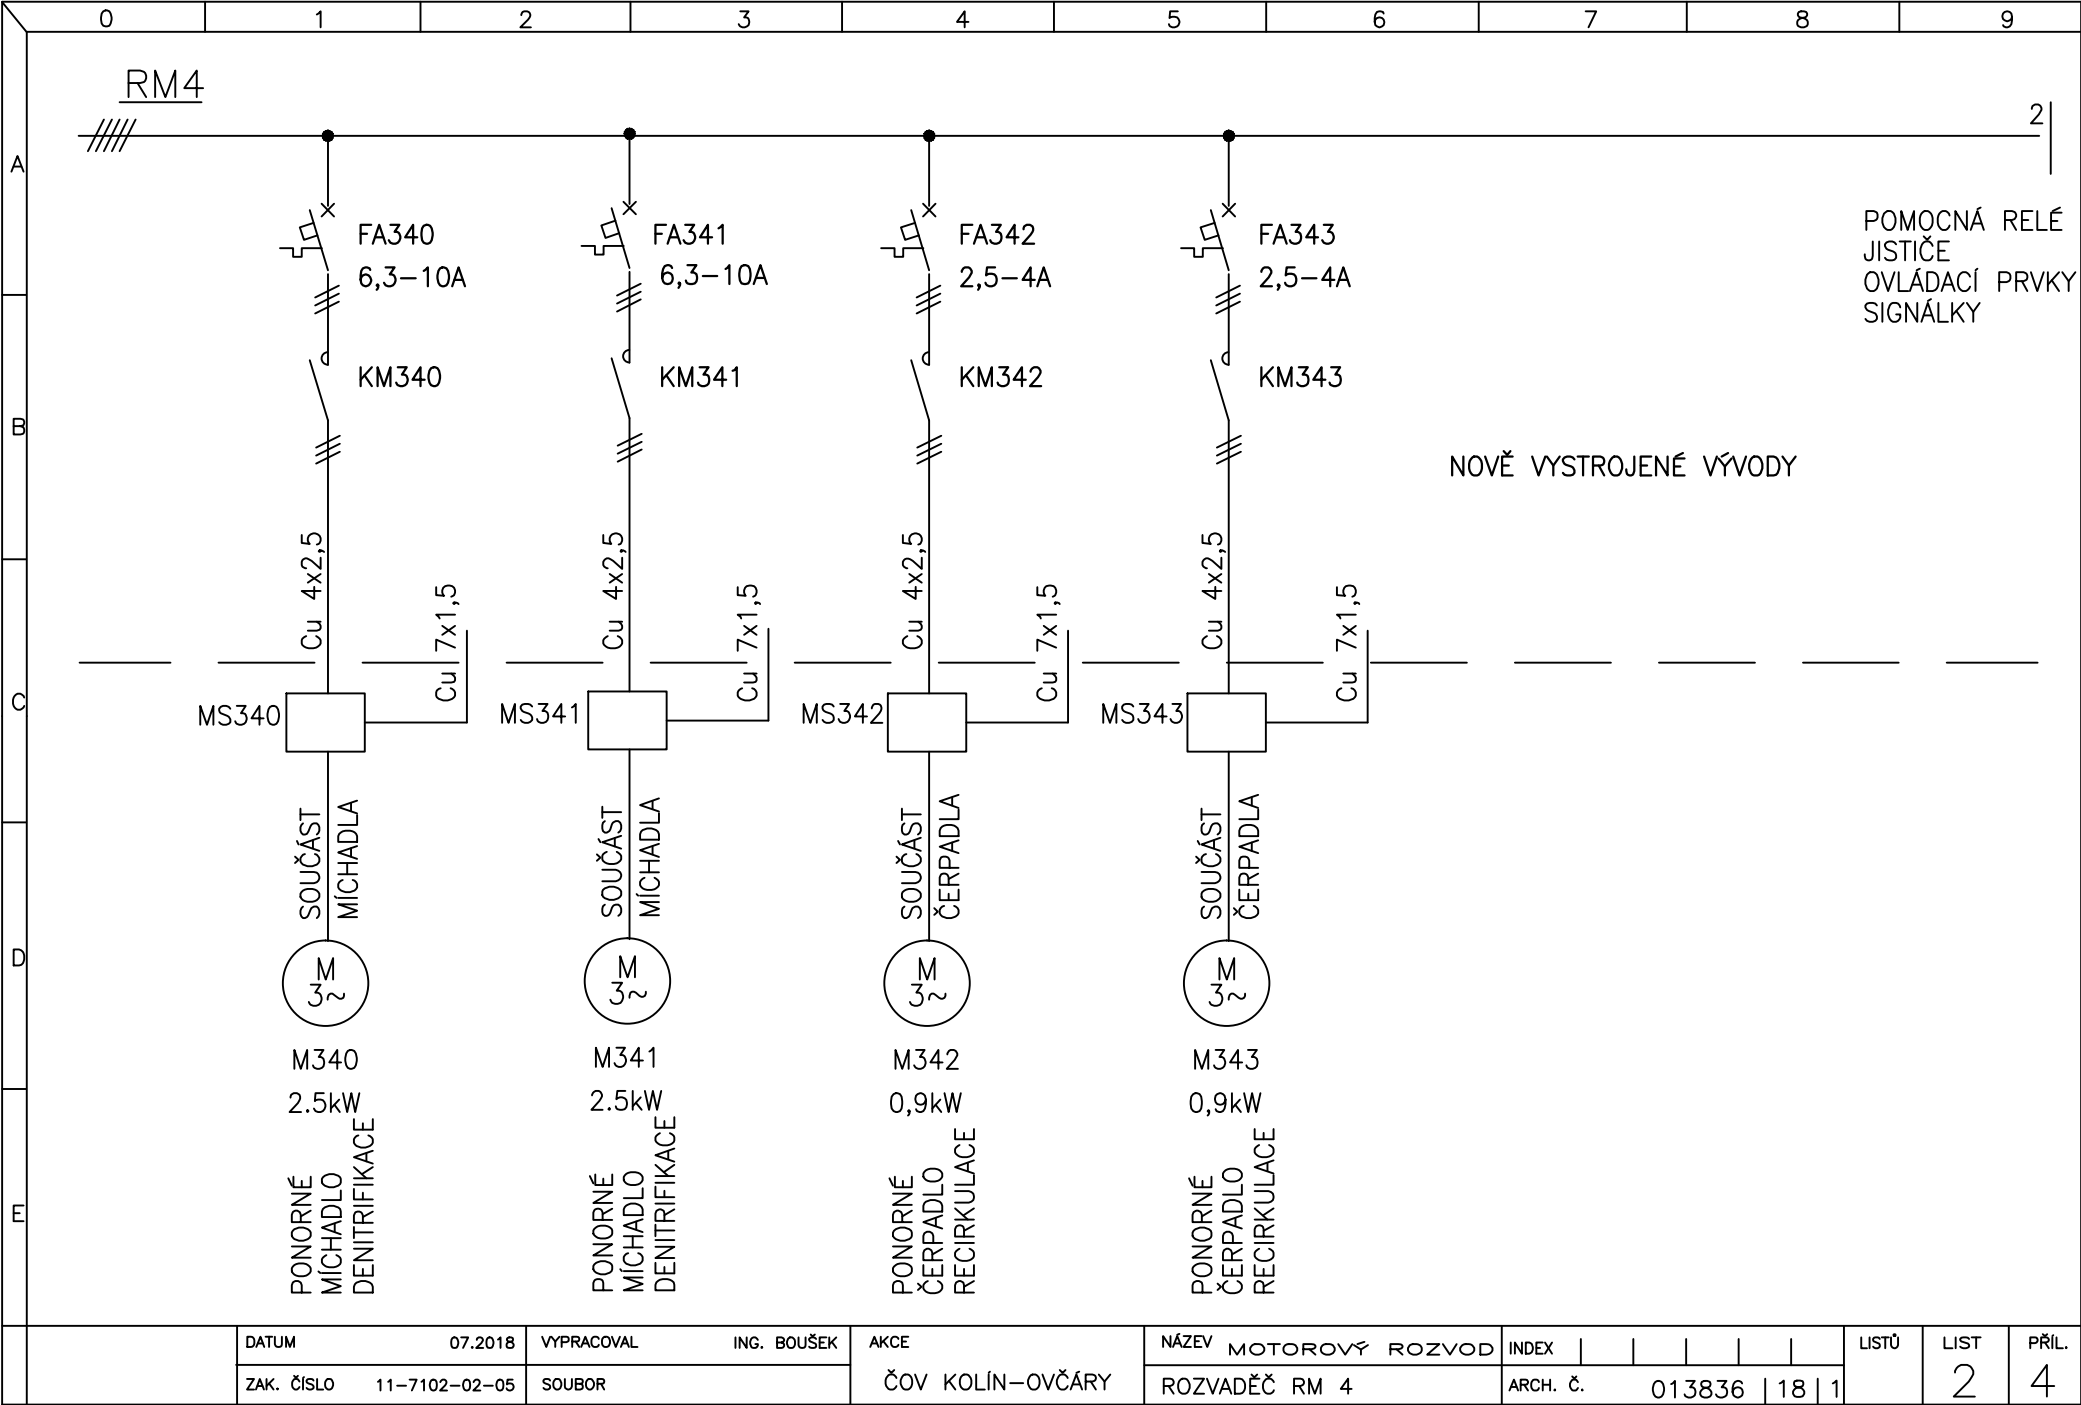 0 1 2 3 4 5 6 7 8 9
RM4
2
A
FA340
6,3-10A
FA341
6,3-10A
FA342
2,5-4A
FA343
2,5-4A
POMOCNÁ RELÉ
JISTIČE
OVLÁDACÍ PRVKY
SIGNÁLKY
KM340
KM341
KM342
KM343
B
NOVĚ VYSTROJENÉ VÝVODY
Cu 4x2,5
Cu 7x1,5
Cu 4x2,5
Cu 7x1,5
Cu 4x2,5
Cu 7x1,5
Cu 4x2,5
Cu 7x1,5
C
MS340
MS341
MS342
MS343
SOUČÁST
MÍCHADLA
SOUČÁST
MÍCHADLA
SOUČÁST
ČERPADLA
SOUČÁST
ČERPADLA
D
M
3~
M
3~
M
3~
M
3~
M340
2.5kW
M341
2.5kW
M342
0,9kW
M343
0,9kW
E
PONORNÉ
MÍCHADLO
DENITRIFIKACE
PONORNÉ
MÍCHADLO
DENITRIFIKACE
PONORNÉ
ČERPADLO
RECIRKULACE
PONORNÉ
ČERPADLO
RECIRKULACE
DATUM 07.2018
ZAK. ČÍSLO 11-7102-02-05
VYPRACOVAL ING. BOUŠEK
SOUBOR
AKCE
ČOV KOLÍN-OVČÁRY
NÁZEV MOTOROVÝ ROZVOD
ROZVADĚČ RM 4
INDEX
ARCH. Č. 013836 18 1
LISTŮ
LIST
2
PŘÍL.
4